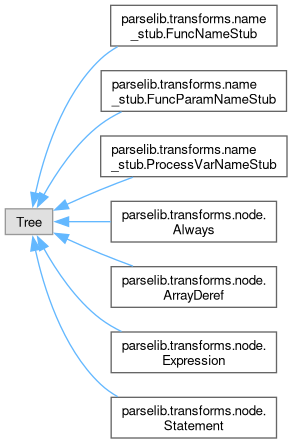 parselib.transforms.name
_stub.FuncNameStub
parselib.transforms.name
_stub.FuncParamNameStub
parselib.transforms.name
_stub.ProcessVarNameStub
Tree
parselib.transforms.node.
Always
parselib.transforms.node.
ArrayDeref
parselib.transforms.node.
Expression
parselib.transforms.node.
Statement